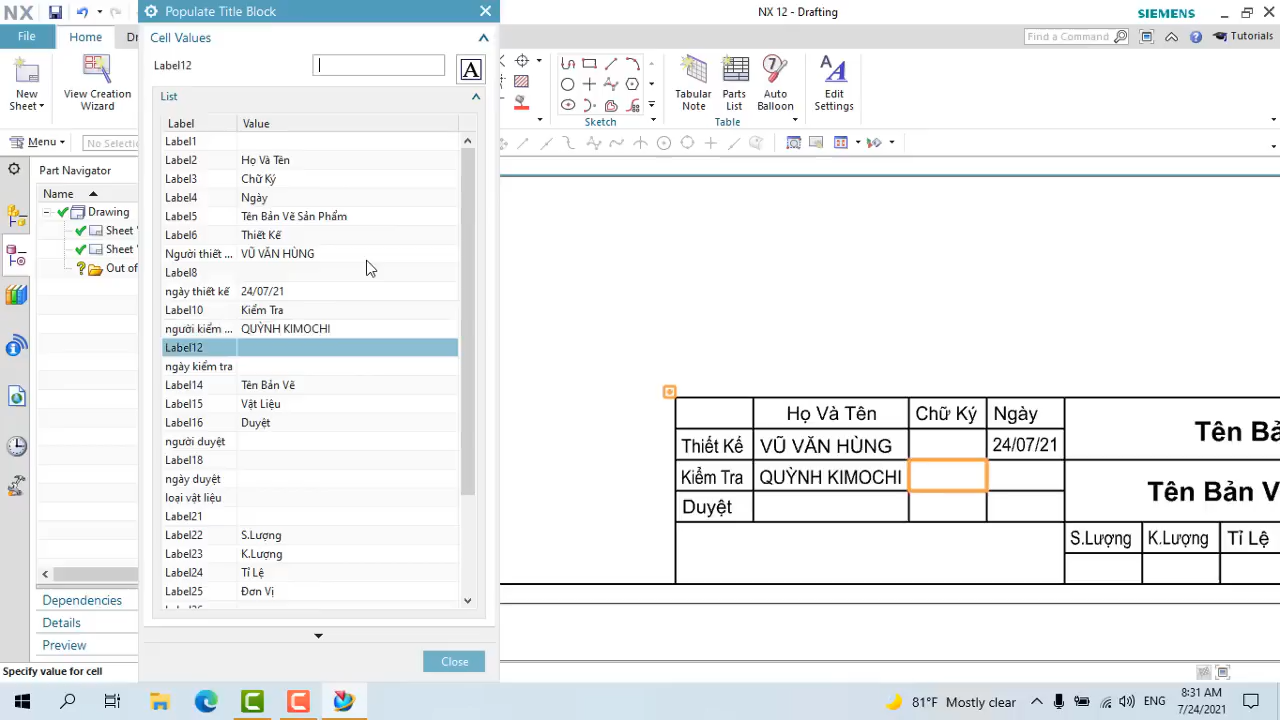 NX
NX 12 - Drafting
SIEMENS
Populate Title Block
File
Home
Find a Command
Tutorials
Cell Values
Label12
A
New Sheet
View Creation Wizard
Tabular Note
Parts List
Auto Balloon
Edit Settings
Sketch
Table
Menu
No Selectio
List
Label Value
Label1
Label2 Họ Và Tên
Label3 Chữ Ký
Label4 Ngày
Label5 Tên Bản Vẽ Sản Phẩm
Label6 Thiết Kế
Người thiết ... VŨ VĂN HÙNG
Label8
ngày thiết kế 24/07/21
Label10 Kiểm Tra
người kiểm ... QUỲNH KIMOCHI
Label12
ngày kiểm tra
Label14 Tên Bản Vẽ
Label15 Vật Liệu
Label16 Duyệt
người duyệt
Label18
ngày duyệt
loại vật liệu
Label21
Label22 S.Lượng
Label23 K.Lượng
Label24 Tỉ Lệ
Label25 Đơn Vị
Close
Part Navigator
Name
Drawing
Sheet "
Sheet "
Out of
Dependencies
Details
Preview
Specify value for cell
Họ Và Tên Chữ Ký Ngày
Tên Bả
Thiết Kế VŨ VĂN HÙNG 24/07/21
Kiểm Tra QUỲNH KIMOCHI
Tên Bản V
Duyệt
S.Lượng K.Lượng Tỉ Lệ
81°F Mostly clear
ENG
8:31 AM
7/24/2021